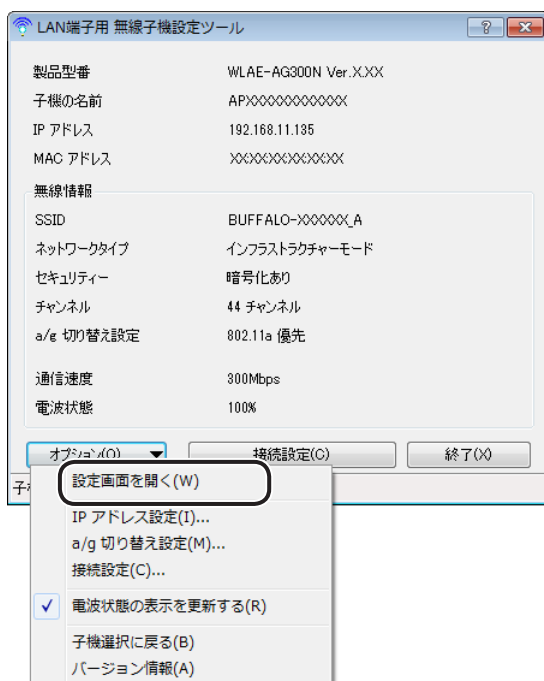 LAN端子用 無線子機設定ツール
製品型番 WLAE-AG300N Ver.X.XX
子機の名前 APXXXXXXXXXXXX
IP アドレス 192.168.11.135
MAC アドレス XXXXXXXXXXXX
無線情報
SSID BUFFALO-XXXXXX_A
ネットワークタイプ インフラストラクチャーモード
セキュリティー 暗号化あり
チャンネル 44 チャンネル
a/g 切り替え設定 802.11a 優先
通信速度 300Mbps
電波状態 100%
オプション(O) 接続設定(C) 終了(X)
設定画面を開く(W)
IP アドレス設定(I)...
a/g 切り替え設定(M)...
接続設定(C)...
電波状態の表示を更新する(R)
子機選択に戻る(B)
バージョン情報(A)